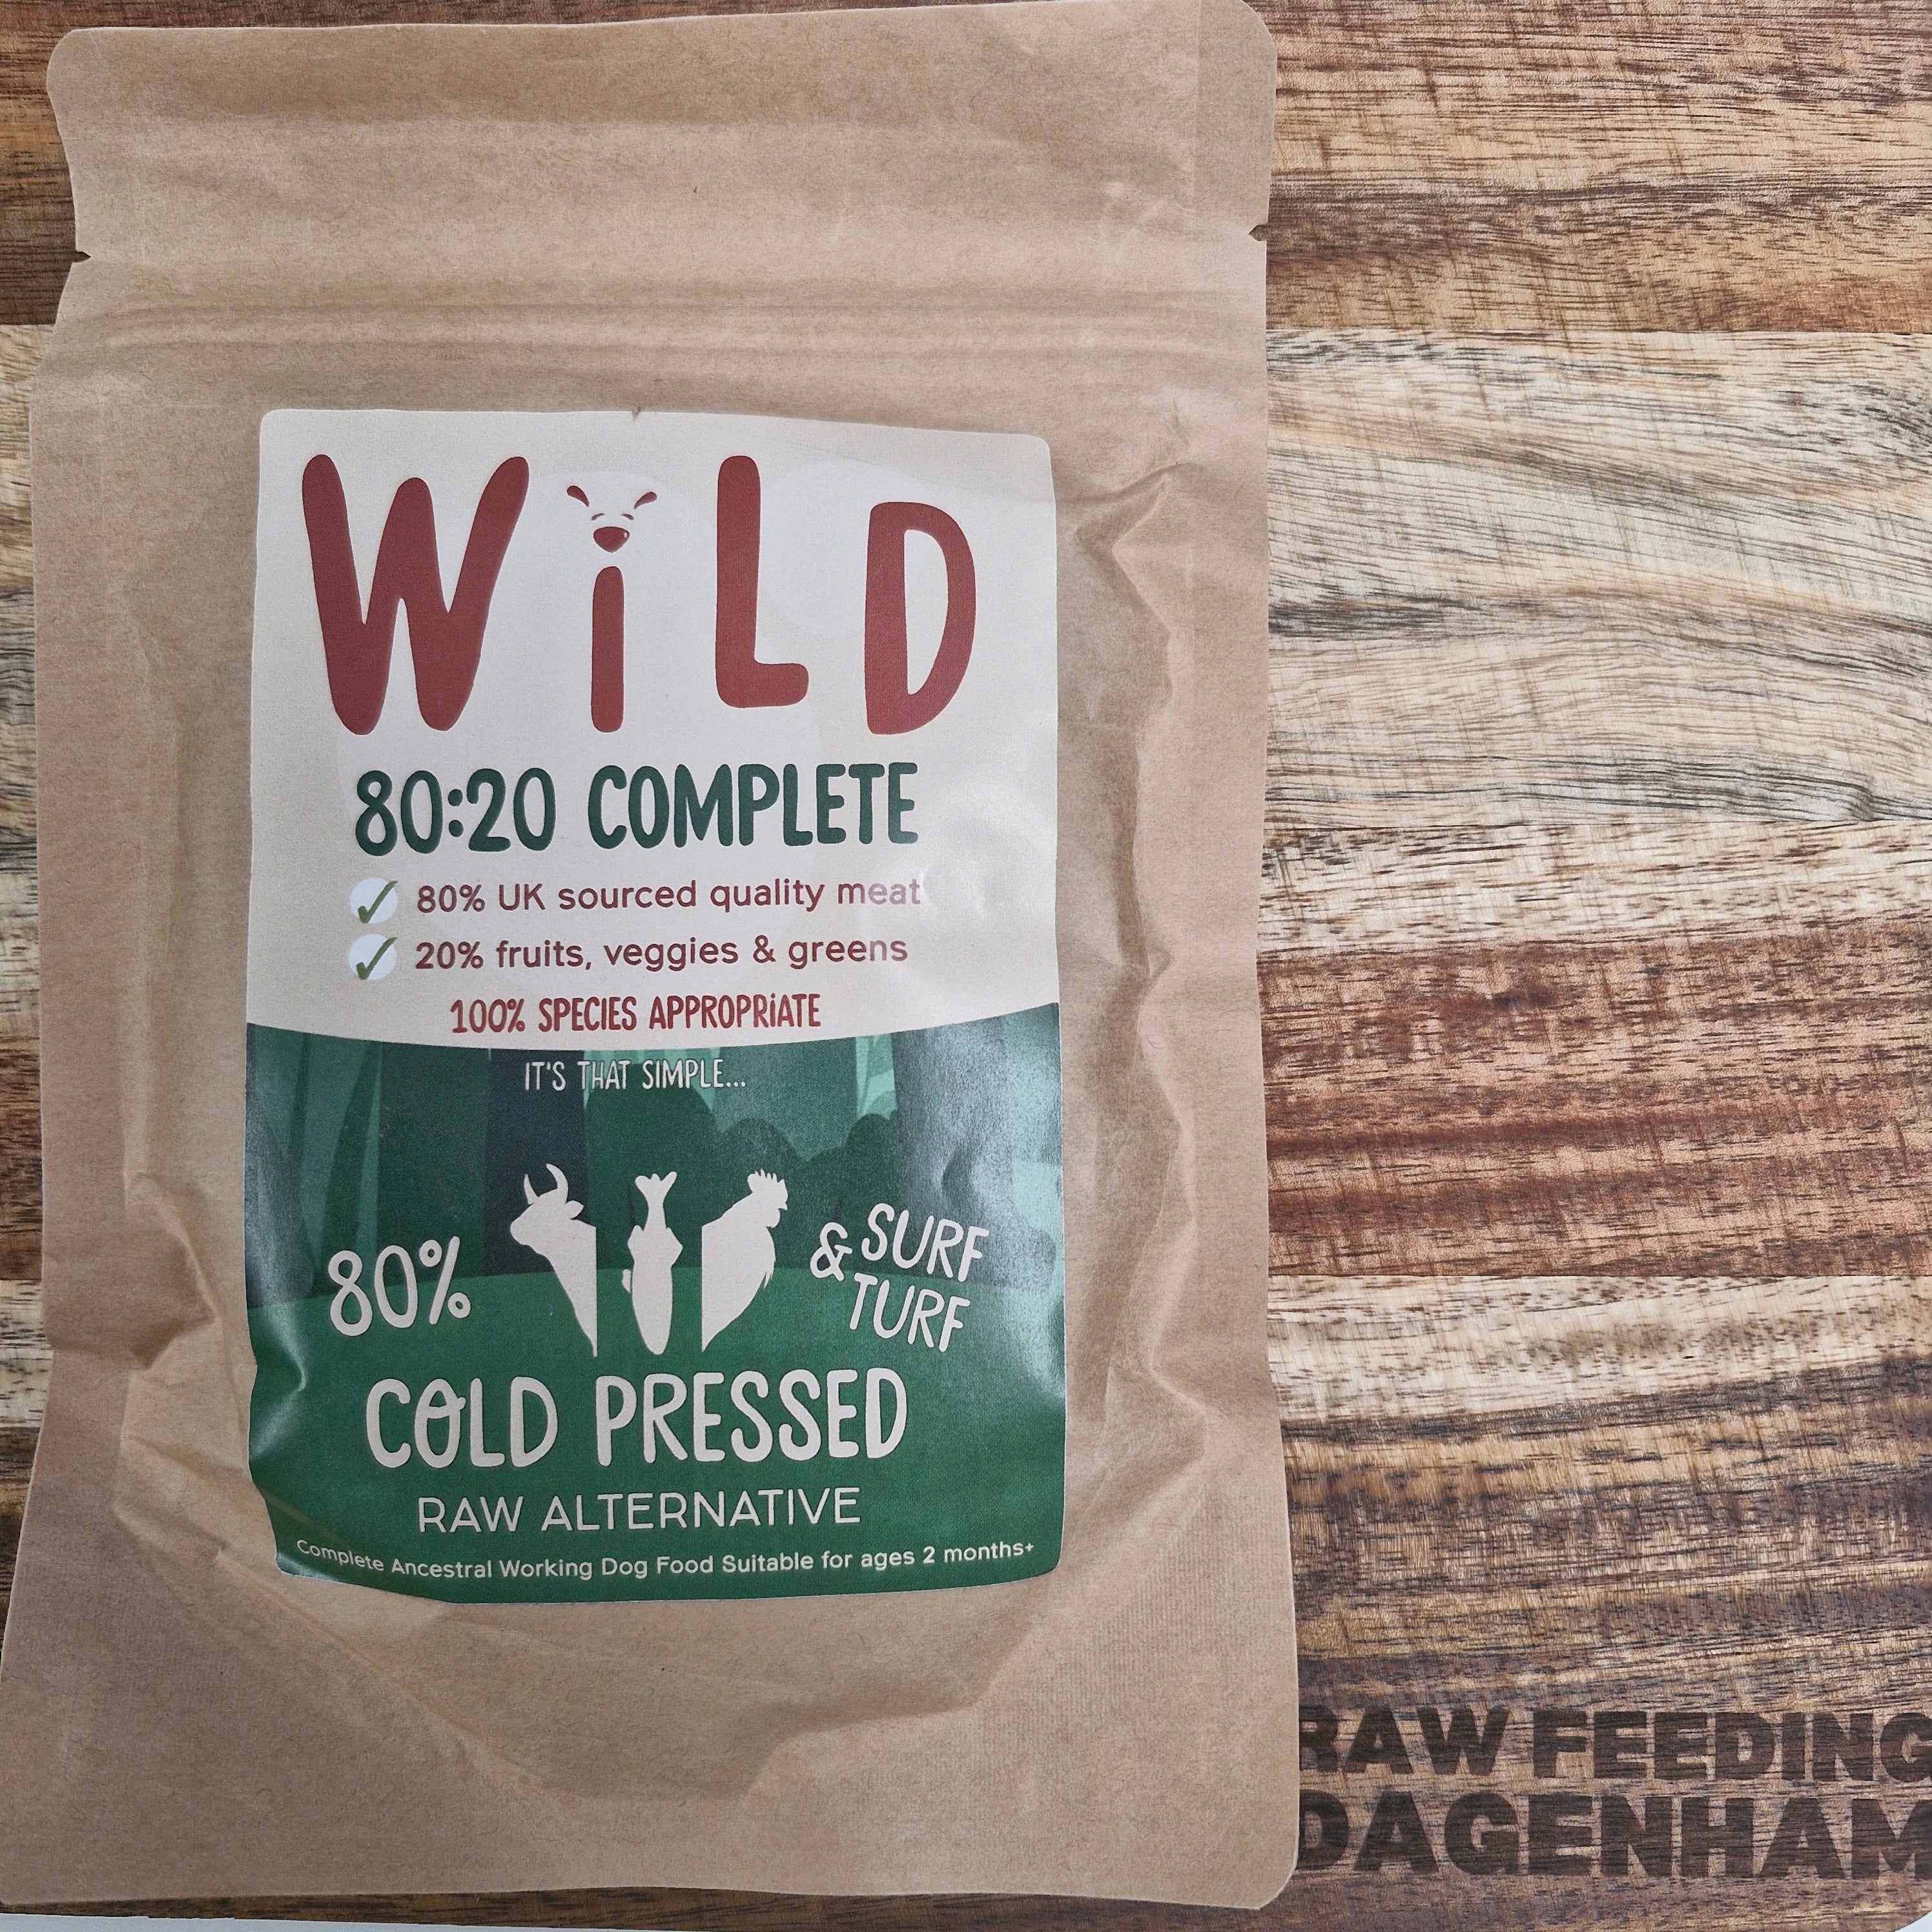 WiLD
80:20 COMPLETE
80% UK sourced quality meat
20% fruits, veggies & greens
100% SPECIES APPROPRiATE
IT'S THAT SIMPLE...
80%
& SURF
TURF
COLD PRESSED
RAW ALTERNATIVE
Complete Ancestral Working Dog Food Suitable for ages 2 months+
RAW FEEDING
DAGENHAM